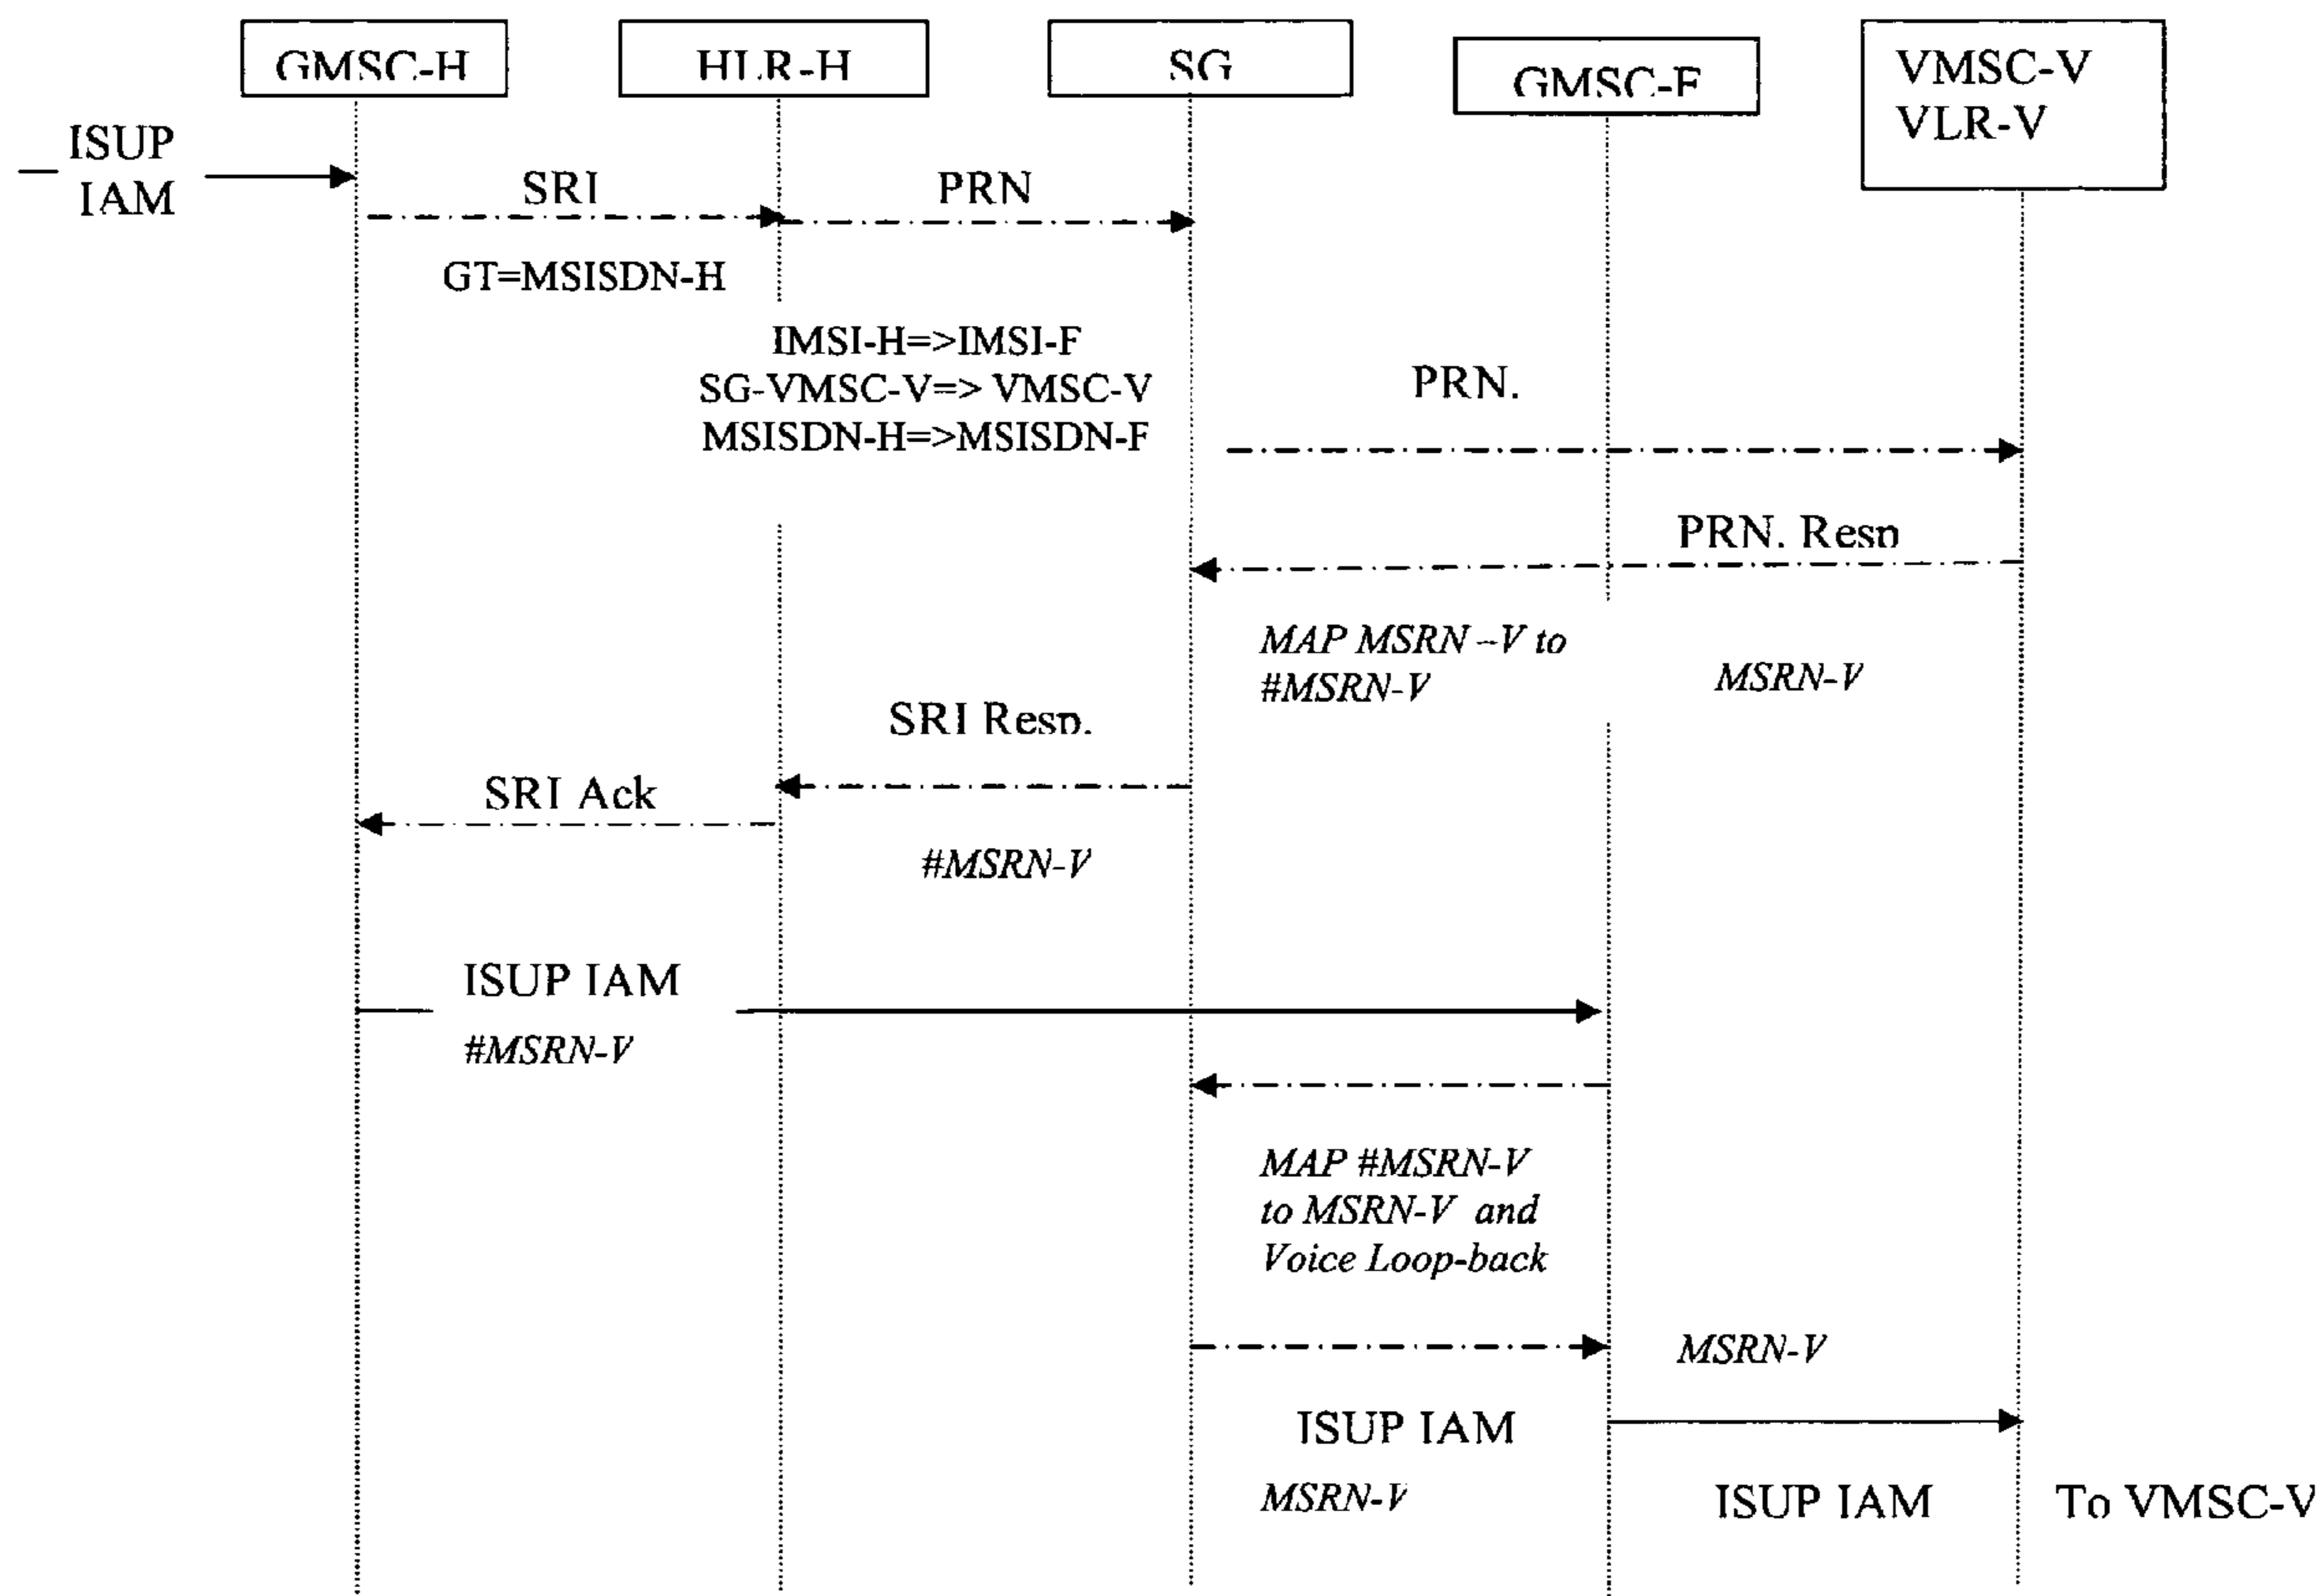 GMSC-H
HLR-H
SG
GMSC-F
VMSC-V
VLR-V
ISUP
IAM
SRI
PRN
GT=MSISDN-H
IMSI-H=>IMSI-F
SG-VMSC-V=> VMSC-V
MSISDN-H=>MSISDN-F
PRN.
PRN. Resp
MAP MSRN –V to
#MSRN-V
MSRN-V
SRI Resp.
SRI Ack
#MSRN-V
ISUP IAM
#MSRN-V
MAP #MSRN-V
to MSRN-V and
Voice Loop-back
MSRN-V
ISUP IAM
MSRN-V
ISUP IAM
To VMSC-V